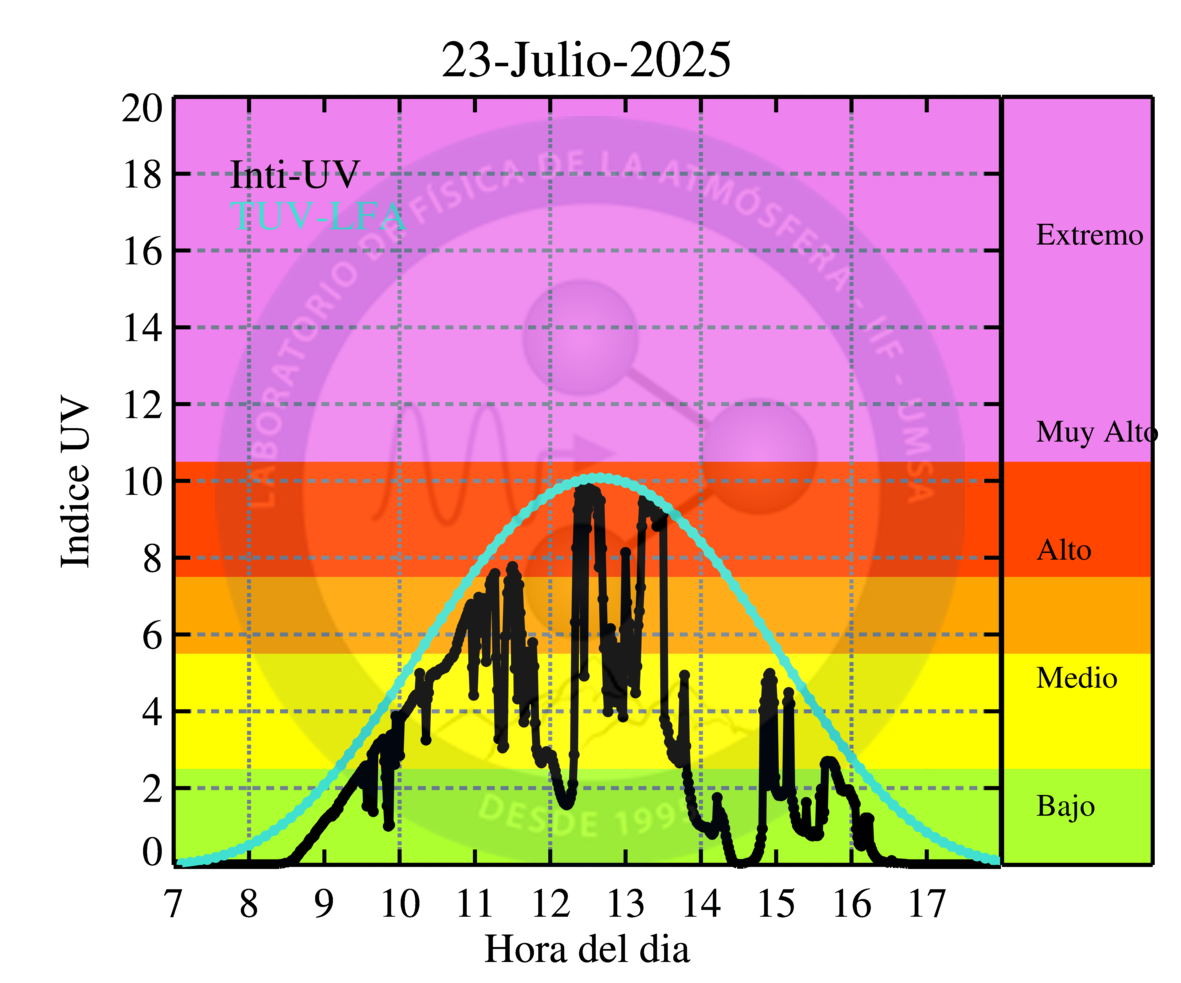 23-Julio-2025
Inti-UV
TUV-LFA
LABORATORIO DE FÍSICA DE LA ATMÓSFERA - IIF - UMSA
DESDE 1995
Indice UV
20
18
16
14
12
10
8
6
4
2
0
Extremo
Muy Alto
Alto
Medio
Bajo
7 8 9 10 11 12 13 14 15 16 17
Hora del dia